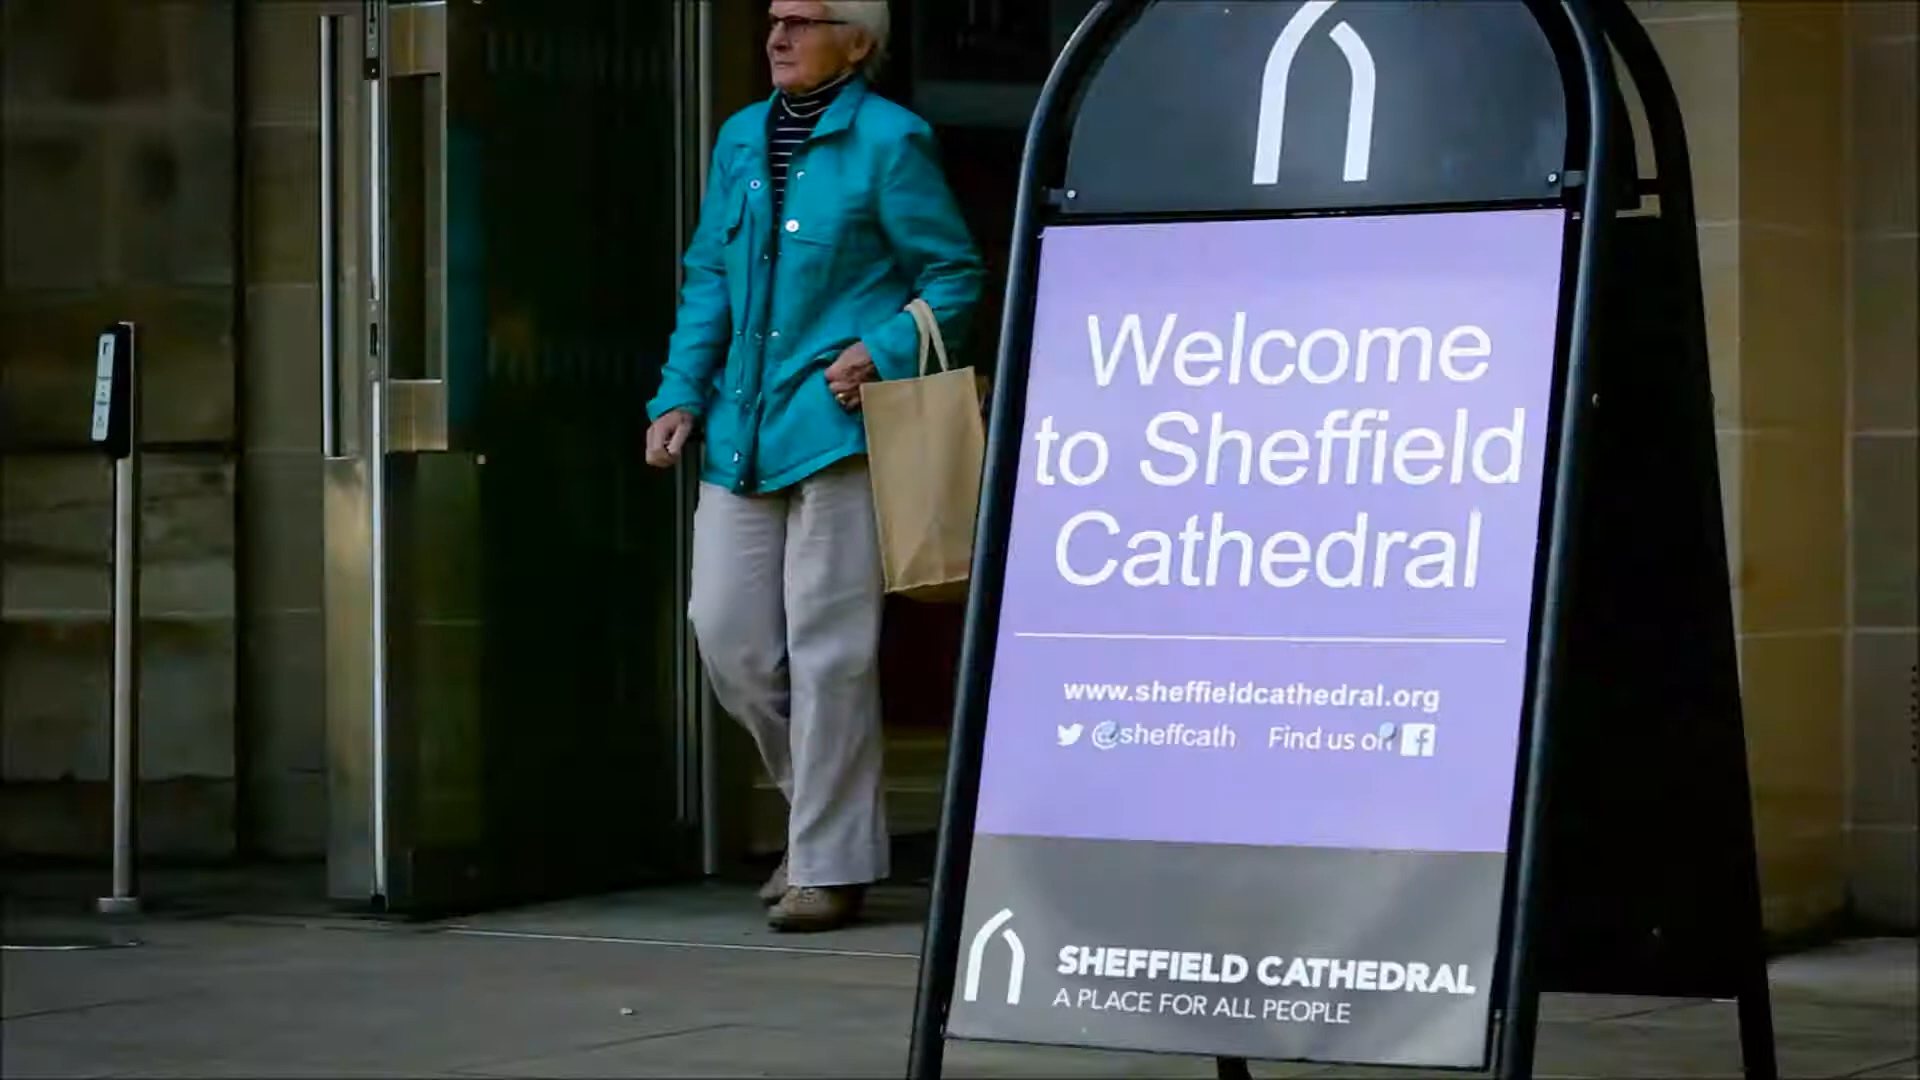 Welcome
to Sheffield
Cathedral
www.sheffieldcathedral.org
@sheffcath Find us on
SHEFFIELD CATHEDRAL
A PLACE FOR ALL PEOPLE